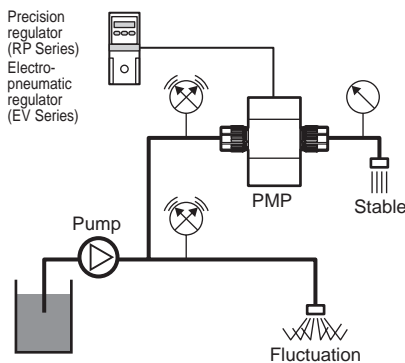 Precision
regulator
(RP Series)
Electro-
pneumatic
regulator
(EV Series)
PMP
Stable
Pump
Fluctuation